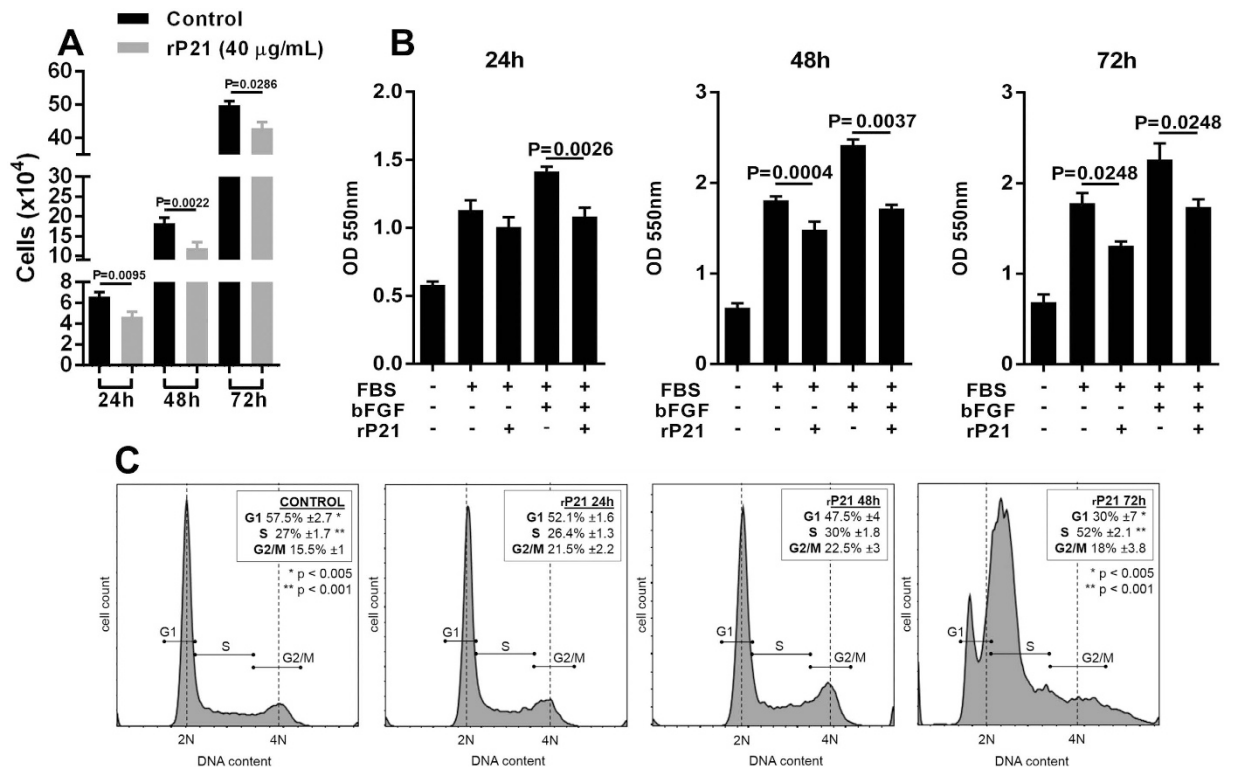 Control
rP21 (40 µg/mL)
A
Cells (x10⁴)
60
50
40
30
20
10
8
6
4
2
0
P=0.0095
P=0.0022
P=0.0286
24h
48h
72h
B
24h
OD 550nm
2.0
1.5
1.0
0.5
0.0
P=0.0026
FBS - + + + +
bFGF - - - + +
rP21 - - + - +
48h
OD 550nm
3
2
1
0
P=0.0004
P=0.0037
FBS - + + + +
bFGF - - - + +
rP21 - - + - +
72h
OD 550nm
3
2
1
0
P=0.0248
P=0.0248
FBS - + + + +
bFGF - - - + +
rP21 - - + - +
C
cell count
CONTROL
G1 57.5% ±2.7 *
S 27% ±1.7 **
G2/M 15.5% ±1
* p < 0.005
** p < 0.001
G1
S
G2/M
2N
4N
DNA content
cell count
rP21 24h
G1 52.1% ±1.6
S 26.4% ±1.3
G2/M 21.5% ±2.2
G1
S
G2/M
2N
4N
DNA content
cell count
rP21 48h
G1 47.5% ±4
S 30% ±1.8
G2/M 22.5% ±3
G1
S
G2/M
2N
4N
DNA content
cell count
rP21 72h
G1 30% ±7 *
S 52% ±2.1 **
G2/M 18% ±3.8
* p < 0.005
** p < 0.001
G1
S
G2/M
2N
4N
DNA content